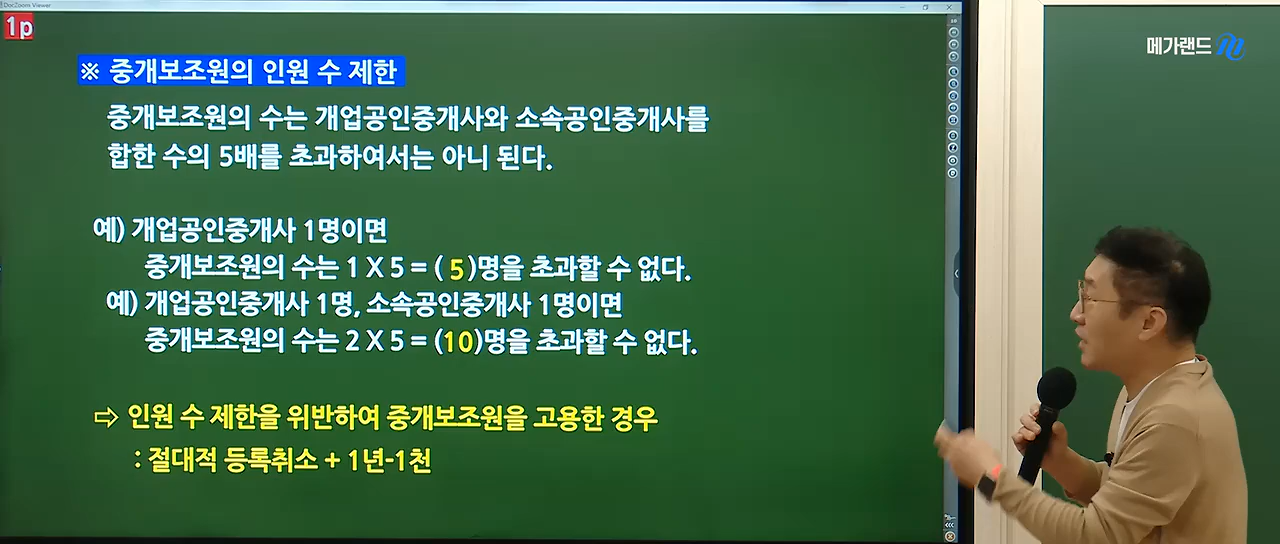 DocZoom Viewer
1p
메가랜드
※ 중개보조원의 인원 수 제한
중개보조원의 수는 개업공인중개사와 소속공인중개사를
합한 수의 5배를 초과하여서는 아니 된다.
예) 개업공인중개사 1명이면
중개보조원의 수는 1 X 5 = ( 5 )명을 초과할 수 없다.
예) 개업공인중개사 1명, 소속공인중개사 1명이면
중개보조원의 수는 2 X 5 = (10)명을 초과할 수 없다.
⇨ 인원 수 제한을 위반하여 중개보조원을 고용한 경우
: 절대적 등록취소 + 1년-1천